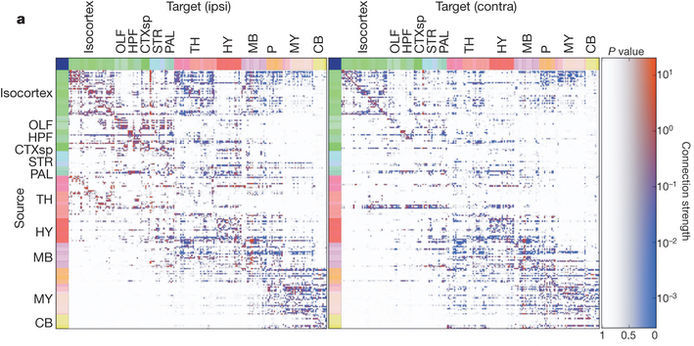 a
Target (ipsi)
Target (contra)
Isocortex
OLF
HPF
CTXsp
STR
PAL
TH
HY
MB
P
MY
CB
Isocortex
OLF
HPF
CTXsp
STR
PAL
TH
HY
MB
P
MY
CB
P value
Source
Isocortex
OLF
HPF
CTXsp
STR
PAL
TH
HY
MB
MY
CB
10¹
10⁰
10⁻¹
10⁻²
10⁻³
Connection strength
1 0.5 0